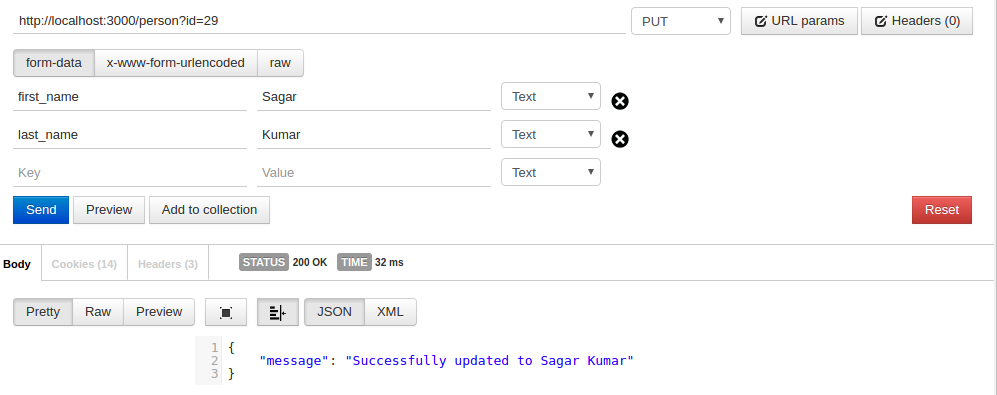 http://localhost:3000/person?id=29 PUT URL params Headers (0)
form-data x-www-form-urlencoded raw
first_name Sagar Text
last_name Kumar Text
Key Value Text
Send Preview Add to collection Reset
Body Cookies (14) Headers (3) STATUS 200 OK TIME 32 ms
Pretty Raw Preview JSON XML
1 {
2 "message": "Successfully updated to Sagar Kumar"
3 }